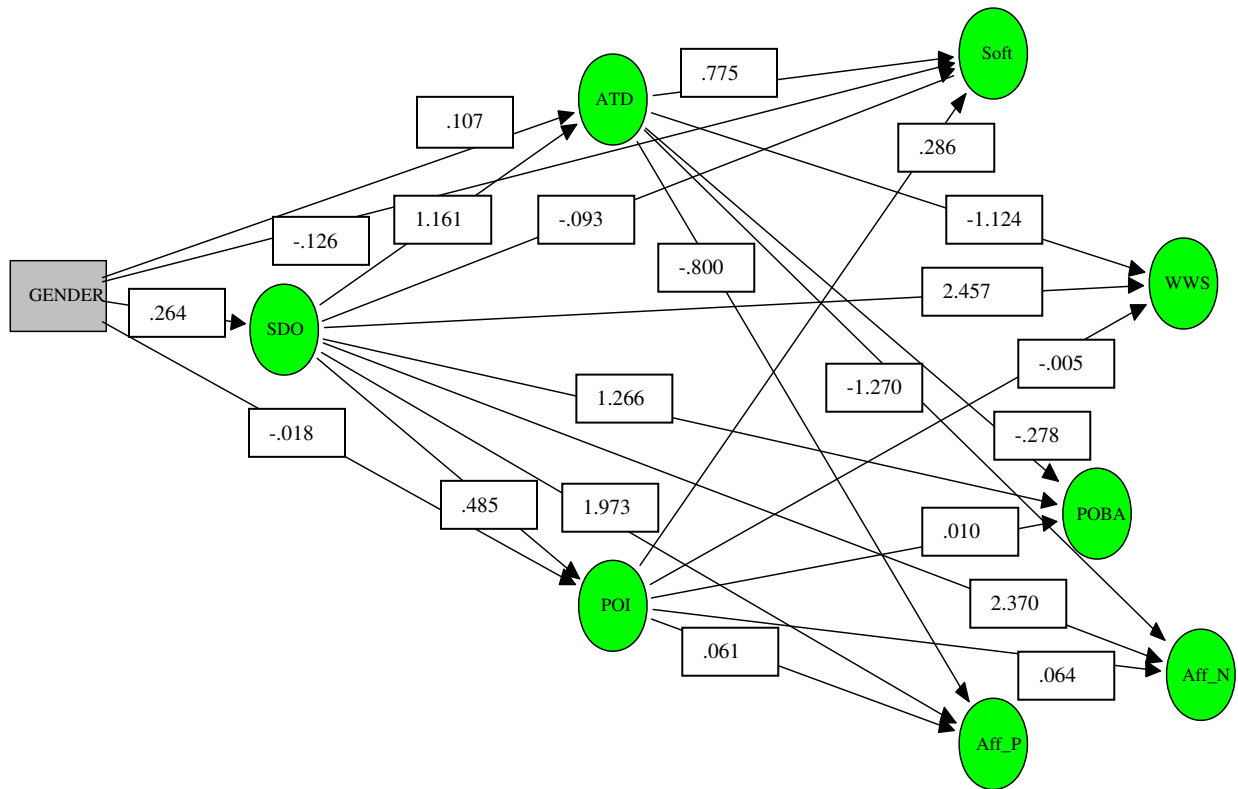 Soft
.775
ATD
.107
.286
1.161
-.093
-1.124
-.126
-.800
WWS
GENDER
2.457
.264
SDO
-.005
-1.270
1.266
-.018
-.278
.485
1.973
POBA
.010
POI
2.370
.061
.064
Aff_N
Aff_P